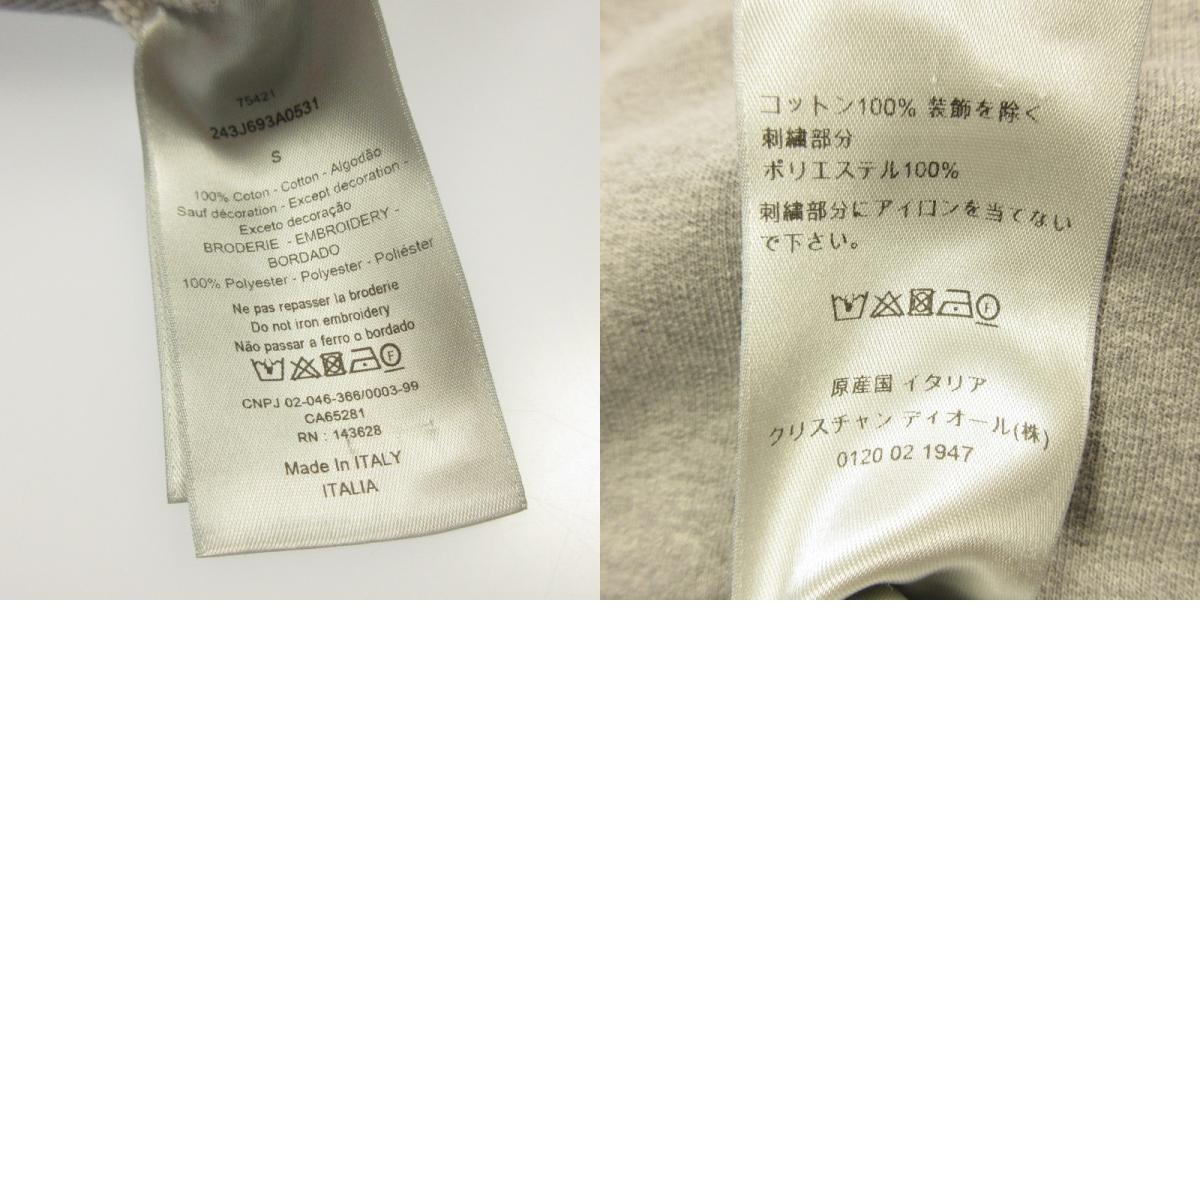 75421
243J693A0531
S
100% Coton - Cotton - Algodão
Sauf décoration - Except decoration -
Exceto decoração
BRODERIE - EMBROIDERY -
BORDADO
100% Polyester - Polyester - Poliéster
Ne pas repasser la broderie
Do not iron embroidery
Não passar a ferro o bordado
CNPJ 02-046-366/0003-99
CA65281
RN : 143628
Made In ITALY
ITALIA
コットン100% 装飾を除く
刺繍部分
ポリエステル100%
刺繍部分にアイロンを当てない
で下さい。
F
原産国 イタリア
クリスチャン ディオール(株)
0120 02 1947